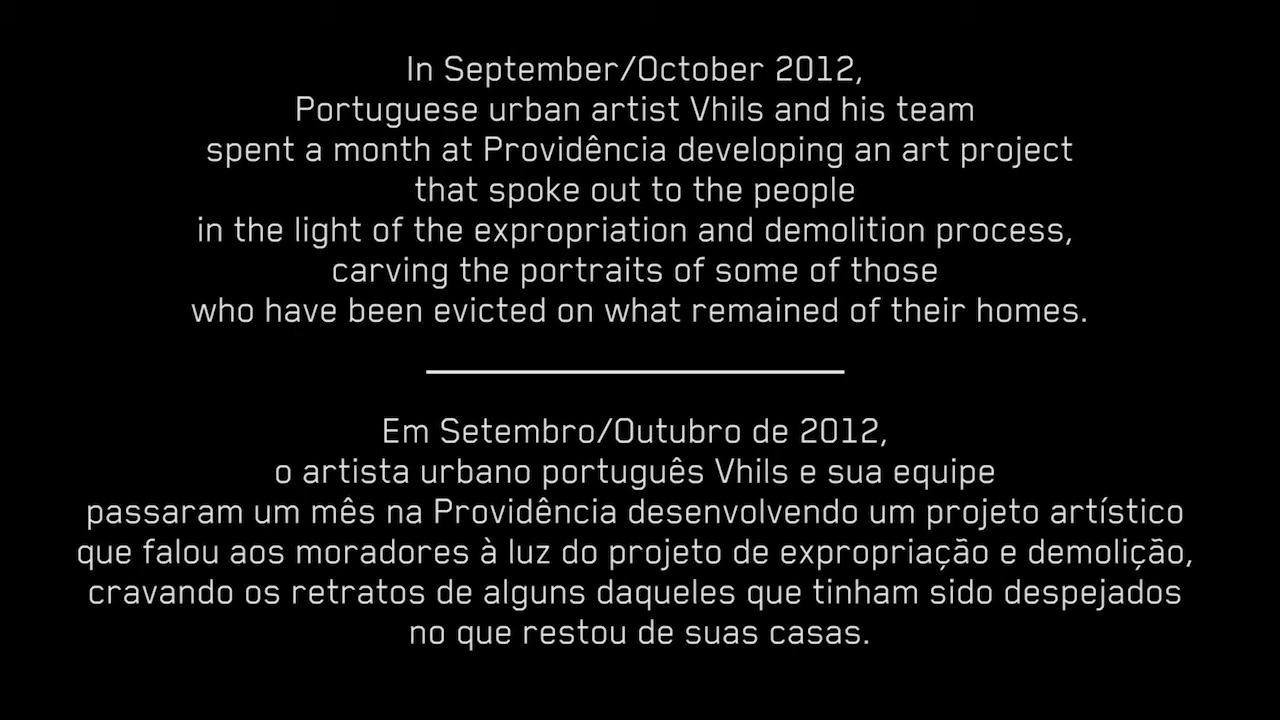 In September/October 2012,
Portuguese urban artist Vhils and his team
spent a month at Providência developing an art project
that spoke out to the people
in the light of the expropriation and demolition process,
carving the portraits of some of those
who have been evicted on what remained of their homes.
Em Setembro/Outubro de 2012,
o artista urbano português Vhils e sua equipe
passaram um mês na Providência desenvolvendo um projeto artístico
que falou aos moradores à luz do projeto de expropriação e demolição,
cravando os retratos de alguns daqueles que tinham sido despejados
no que restou de suas casas.